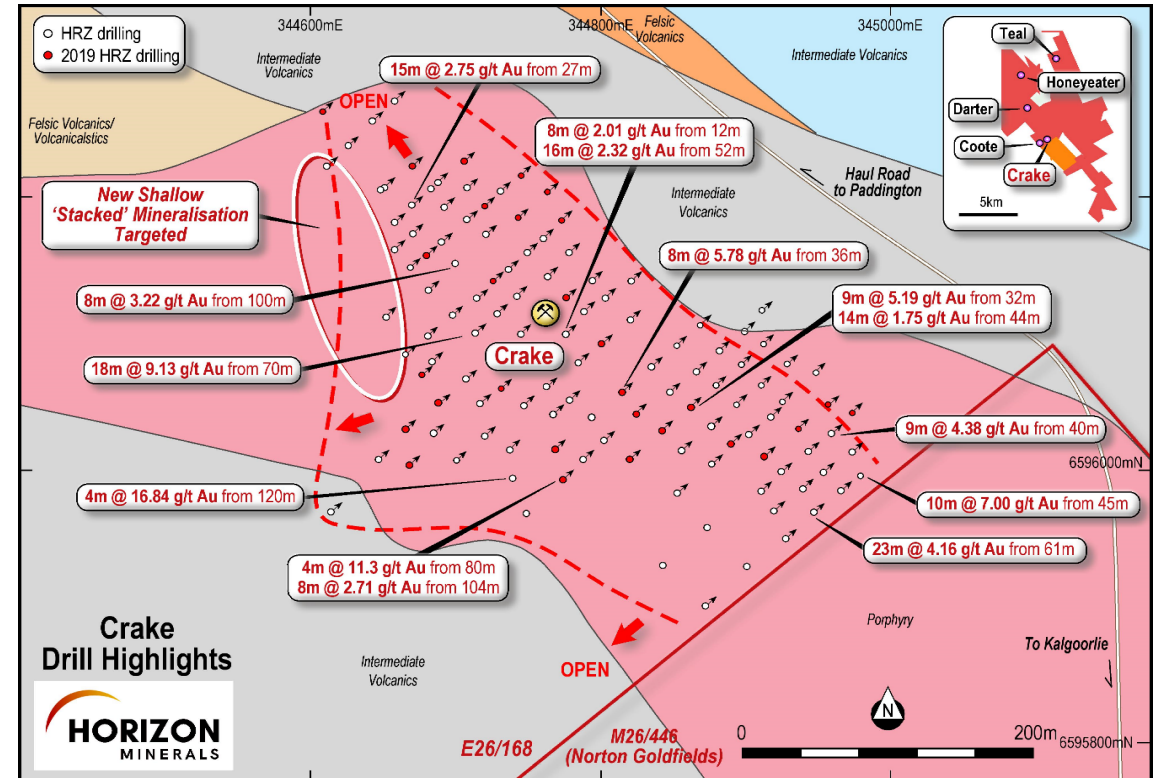 344600mE
344800mE
345000mE
HRZ drilling
2019 HRZ drilling
Intermediate
Volcanics
Felsic
Volcanics
Intermediate Volcanics
Teal
Honeyeater
Darter
Coote
Crake
5km
15m @ 2.75 g/t Au from 27m
OPEN
Felsic Volcanics/
Volcanicalstics
8m @ 2.01 g/t Au from 12m
16m @ 2.32 g/t Au from 52m
Haul Road
to Paddington
Intermediate
Volcanics
New Shallow
‘Stacked’ Mineralisation
Targeted
8m @ 5.78 g/t Au from 36m
8m @ 3.22 g/t Au from 100m
9m @ 5.19 g/t Au from 32m
14m @ 1.75 g/t Au from 44m
Crake
18m @ 9.13 g/t Au from 70m
9m @ 4.38 g/t Au from 40m
6596000mN
4m @ 16.84 g/t Au from 120m
10m @ 7.00 g/t Au from 45m
23m @ 4.16 g/t Au from 61m
4m @ 11.3 g/t Au from 80m
8m @ 2.71 g/t Au from 104m
Crake
Drill Highlights
Porphyry
To Kalgoorlie
Intermediate
Volcanics
OPEN
HORIZON
MINERALS
N
0
200m
6595800mN
E26/168
M26/446
(Norton Goldfields)